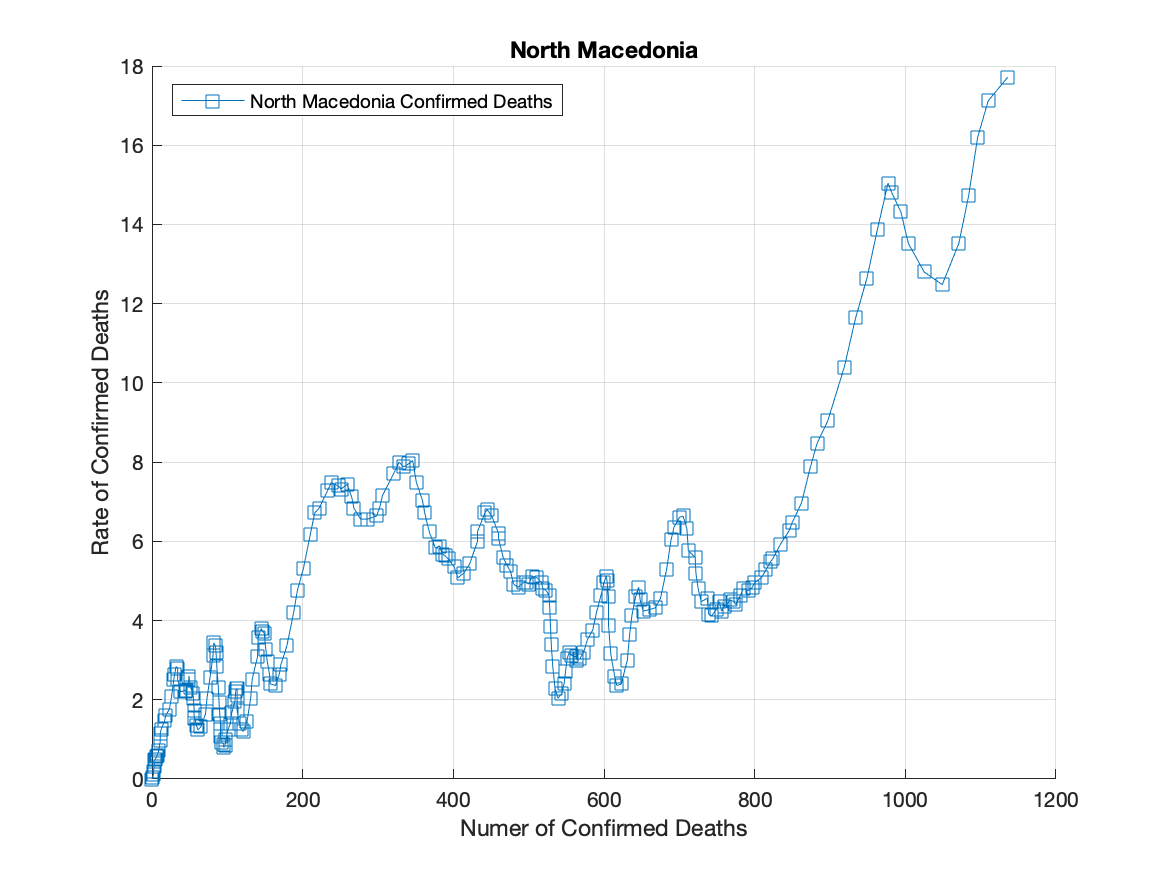 North Macedonia
North Macedonia Confirmed Deaths
18
16
14
12
10
8
6
4
2
0
Rate of Confirmed Deaths
0 200 400 600 800 1000 1200
Numer of Confirmed Deaths